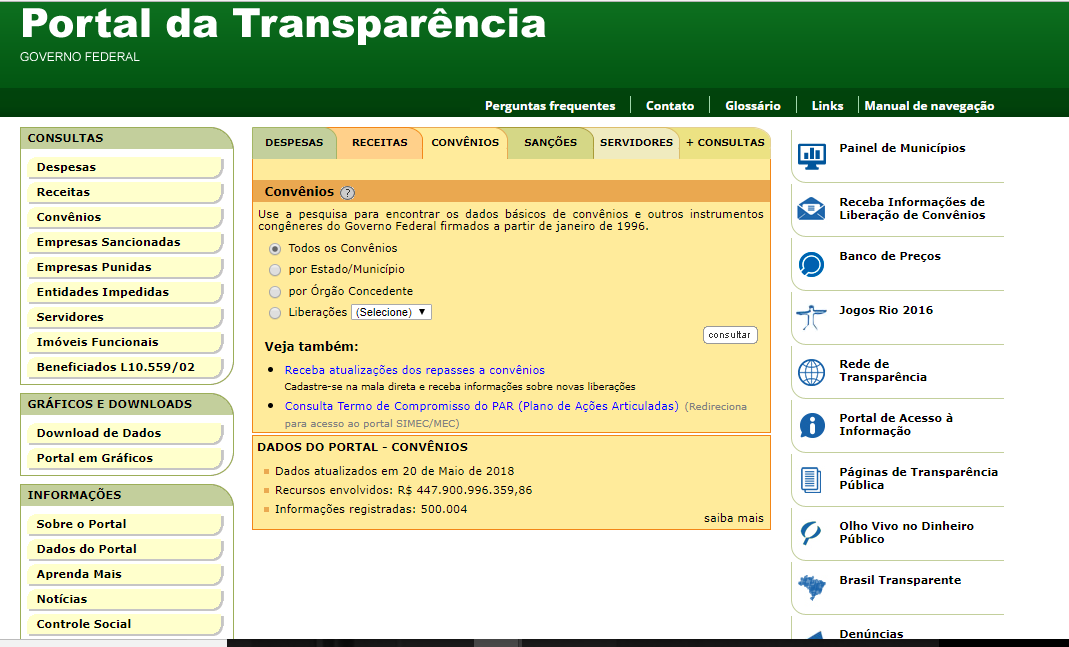 Portal da Transparência
GOVERNO FEDERAL
Perguntas frequentes
Contato
Glossário
Links
Manual de navegação
CONSULTAS
Despesas
Receitas
Convênios
Empresas Sancionadas
Empresas Punidas
Entidades Impedidas
Servidores
Imóveis Funcionais
Beneficiados L10.559/02
GRÁFICOS E DOWNLOADS
Download de Dados
Portal em Gráficos
INFORMAÇÕES
Sobre o Portal
Dados do Portal
Aprenda Mais
Notícias
Controle Social
DESPESAS
RECEITAS
CONVÊNIOS
SANÇÕES
SERVIDORES
+ CONSULTAS
Convênios ?
Use a pesquisa para encontrar os dados básicos de convênios e outros instrumentos
congêneres do Governo Federal firmados a partir de janeiro de 1996.
Todos os Convênios
por Estado/Município
por Órgão Concedente
Liberações (Selecione)
consultar
Veja também:
Receba atualizações dos repasses a convênios
Cadastre-se na mala direta e receba informações sobre novas liberações
Consulta Termo de Compromisso do PAR (Plano de Ações Articuladas) (Redireciona
para acesso ao portal SIMEC/MEC)
DADOS DO PORTAL - CONVÊNIOS
Dados atualizados em 20 de Maio de 2018
Recursos envolvidos: R$ 447.900.996.359,86
Informações registradas: 500.004
saiba mais
Painel de Municípios
Receba Informações de
Liberação de Convênios
Banco de Preços
Jogos Rio 2016
Rede de
Transparência
Portal de Acesso à
Informação
Páginas de Transparência
Pública
Olho Vivo no Dinheiro
Público
Brasil Transparente
Denúncias